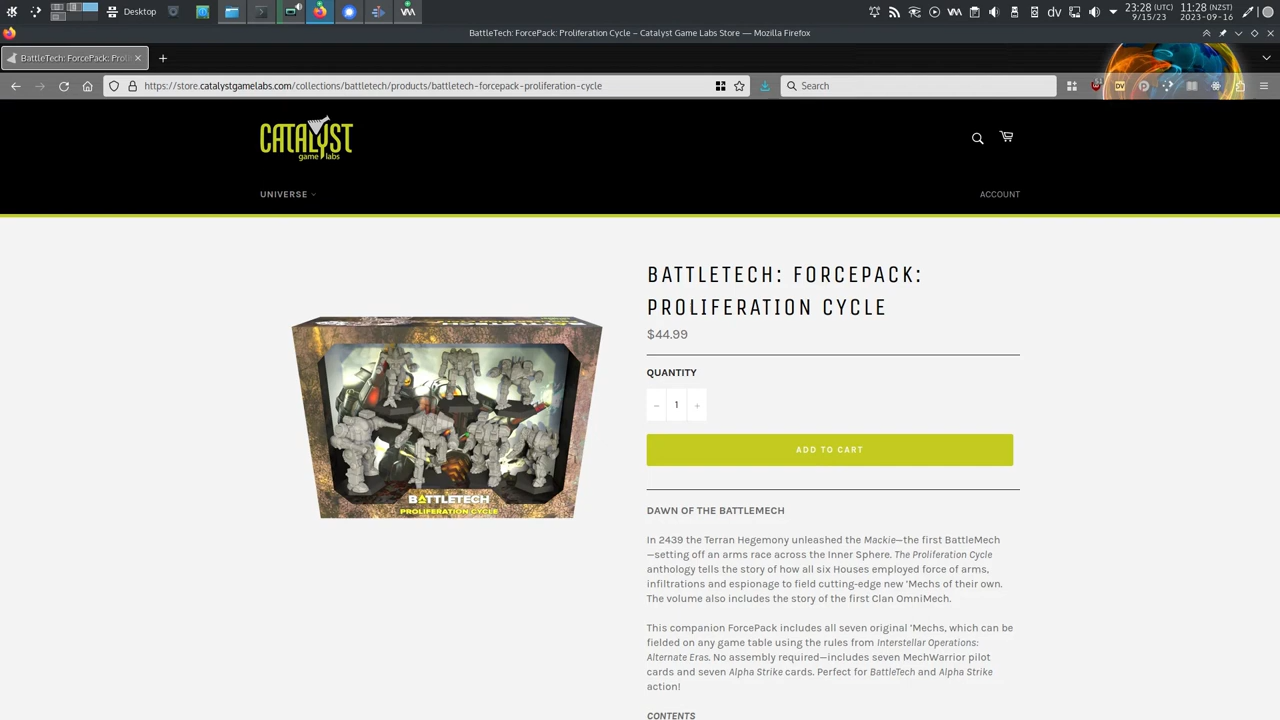 Desktop
dv
23:28 (UTC)
9/15/23
11:28 (NZST)
2023-09-16
BattleTech: ForcePack: Proliferation Cycle – Catalyst Game Labs Store — Mozilla Firefox
BattleTech: ForcePack: Proli
https://store.catalystgamelabs.com/collections/battletech/products/battletech-forcepack-proliferation-cycle
Search
DV
CATALYST
game labs
UNIVERSE
ACCOUNT
BATTLETECH: FORCEPACK:
PROLIFERATION CYCLE
$44.99
QUANTITY
− 1 +
ADD TO CART
BATTLETECH
PROLIFERATION CYCLE
DAWN OF THE BATTLEMECH
In 2439 the Terran Hegemony unleashed the Mackie—the first BattleMech
—setting off an arms race across the Inner Sphere. The Proliferation Cycle
anthology tells the story of how all six Houses employed force of arms,
infiltrations and espionage to field cutting-edge new 'Mechs of their own.
The volume also includes the story of the first Clan OmniMech.
This companion ForcePack includes all seven original 'Mechs, which can be
fielded on any game table using the rules from Interstellar Operations:
Alternate Eras. No assembly required—includes seven MechWarrior pilot
cards and seven Alpha Strike cards. Perfect for BattleTech and Alpha Strike
action!
CONTENTS